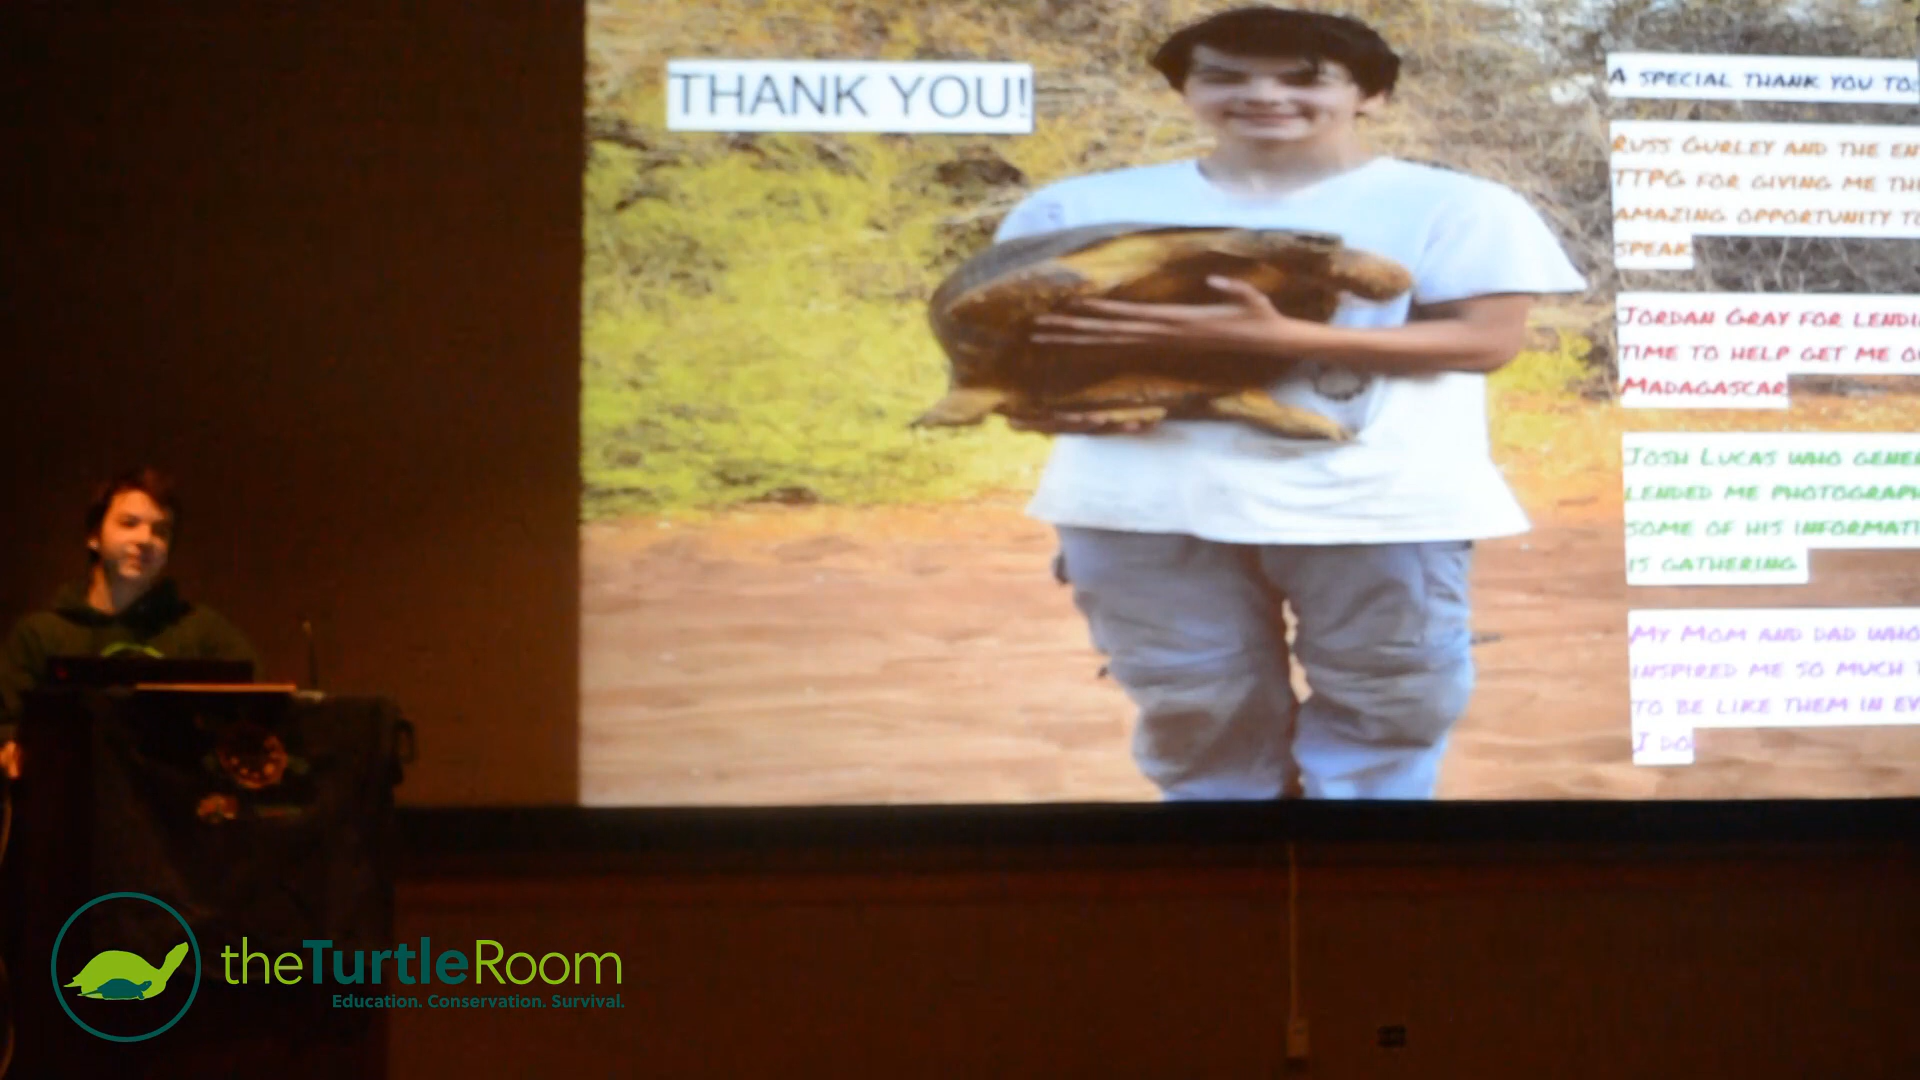 THANK YOU!
A SPECIAL THANK YOU TO:
RUSS GURLEY AND THE
TTPG FOR GIVING ME
AMAZING OPPORTUNITY
SPEAK
JORDAN GRAY FOR
TIME TO HELP GET ME
MADAGASCAR
JOSH LUCAS WHO
LENDED ME
SOME OF HIS
IS GATHERING
MY MOM AND DAD WHO
INSPIRED ME SO MUCH
TO BE LIKE THEM IN
I DO
theTurtleRoom
Education. Conservation. Survival.